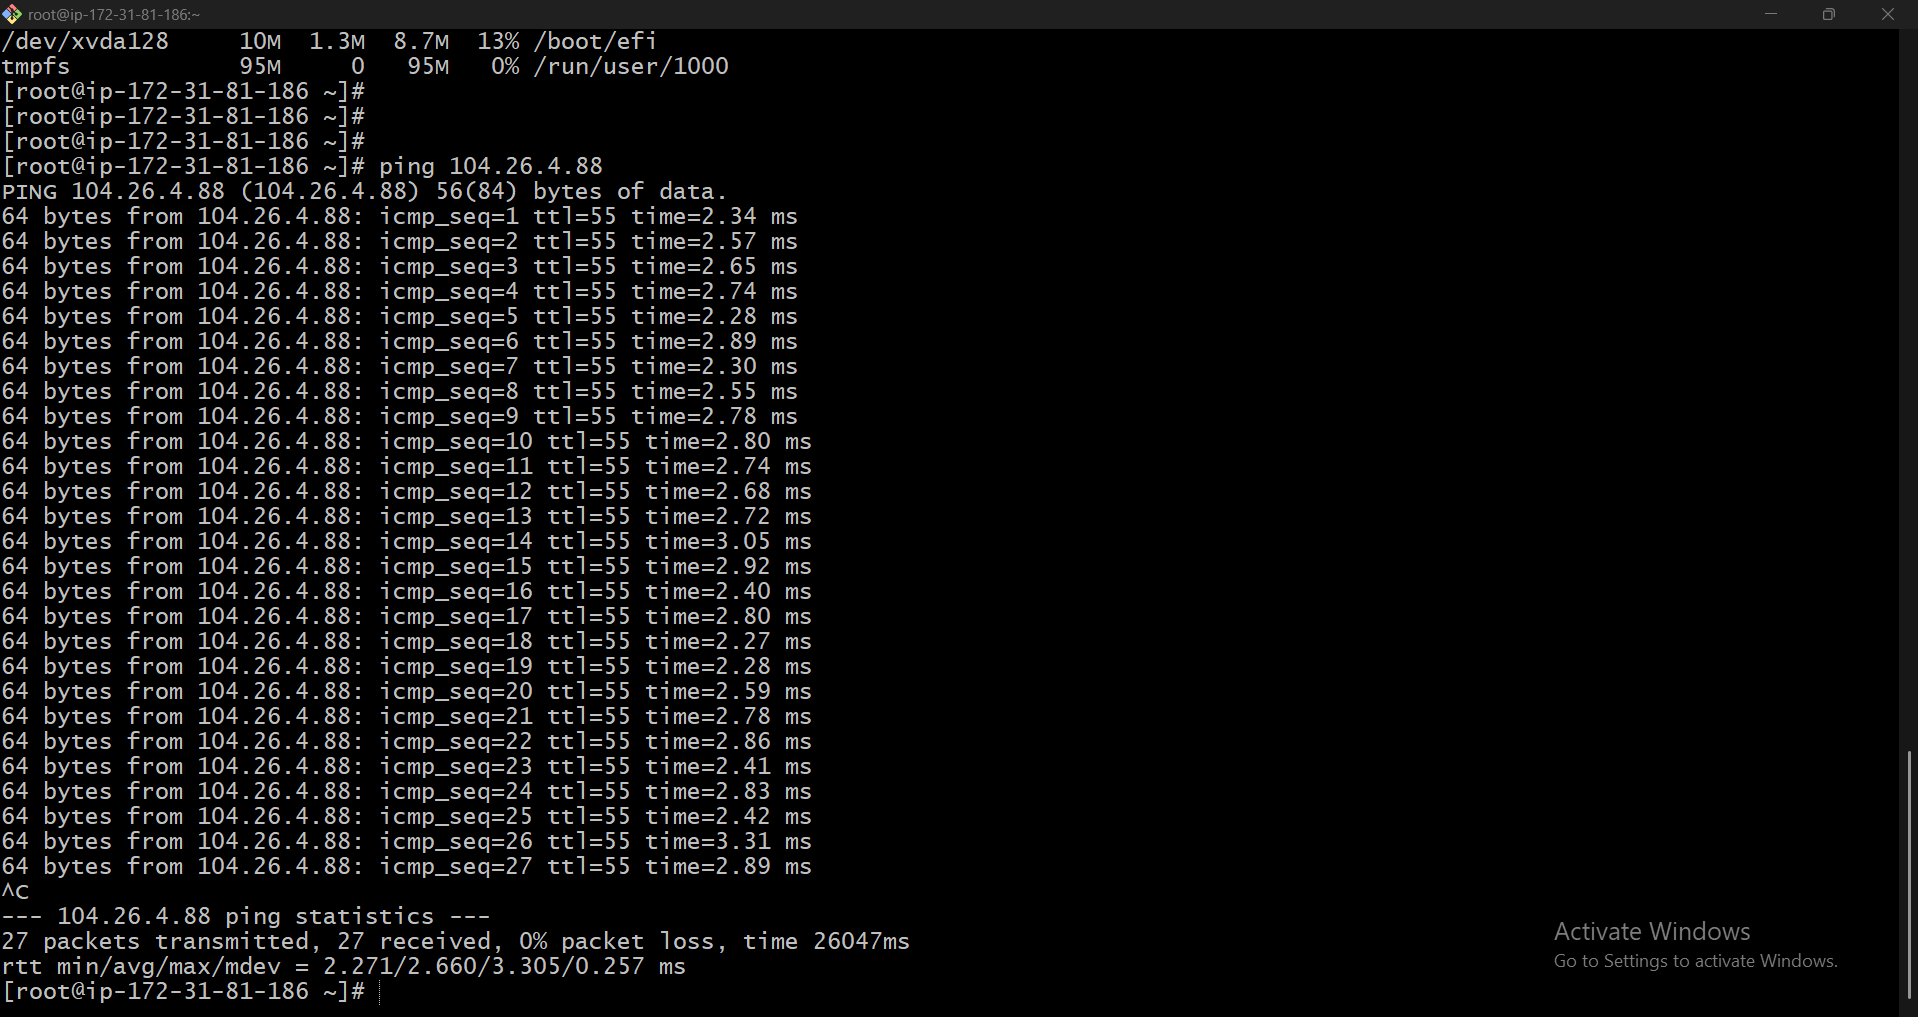 root@ip-172-31-81-186:~
/dev/xvda128     10M  1.3M  8.7M  13% /boot/efi
tmpfs            95M     0   95M   0% /run/user/1000
[root@ip-172-31-81-186 ~]#
[root@ip-172-31-81-186 ~]#
[root@ip-172-31-81-186 ~]#
[root@ip-172-31-81-186 ~]# ping 104.26.4.88
PING 104.26.4.88 (104.26.4.88) 56(84) bytes of data.
64 bytes from 104.26.4.88: icmp_seq=1 ttl=55 time=2.34 ms
64 bytes from 104.26.4.88: icmp_seq=2 ttl=55 time=2.57 ms
64 bytes from 104.26.4.88: icmp_seq=3 ttl=55 time=2.65 ms
64 bytes from 104.26.4.88: icmp_seq=4 ttl=55 time=2.74 ms
64 bytes from 104.26.4.88: icmp_seq=5 ttl=55 time=2.28 ms
64 bytes from 104.26.4.88: icmp_seq=6 ttl=55 time=2.89 ms
64 bytes from 104.26.4.88: icmp_seq=7 ttl=55 time=2.30 ms
64 bytes from 104.26.4.88: icmp_seq=8 ttl=55 time=2.55 ms
64 bytes from 104.26.4.88: icmp_seq=9 ttl=55 time=2.78 ms
64 bytes from 104.26.4.88: icmp_seq=10 ttl=55 time=2.80 ms
64 bytes from 104.26.4.88: icmp_seq=11 ttl=55 time=2.74 ms
64 bytes from 104.26.4.88: icmp_seq=12 ttl=55 time=2.68 ms
64 bytes from 104.26.4.88: icmp_seq=13 ttl=55 time=2.72 ms
64 bytes from 104.26.4.88: icmp_seq=14 ttl=55 time=3.05 ms
64 bytes from 104.26.4.88: icmp_seq=15 ttl=55 time=2.92 ms
64 bytes from 104.26.4.88: icmp_seq=16 ttl=55 time=2.40 ms
64 bytes from 104.26.4.88: icmp_seq=17 ttl=55 time=2.80 ms
64 bytes from 104.26.4.88: icmp_seq=18 ttl=55 time=2.27 ms
64 bytes from 104.26.4.88: icmp_seq=19 ttl=55 time=2.28 ms
64 bytes from 104.26.4.88: icmp_seq=20 ttl=55 time=2.59 ms
64 bytes from 104.26.4.88: icmp_seq=21 ttl=55 time=2.78 ms
64 bytes from 104.26.4.88: icmp_seq=22 ttl=55 time=2.86 ms
64 bytes from 104.26.4.88: icmp_seq=23 ttl=55 time=2.41 ms
64 bytes from 104.26.4.88: icmp_seq=24 ttl=55 time=2.83 ms
64 bytes from 104.26.4.88: icmp_seq=25 ttl=55 time=2.42 ms
64 bytes from 104.26.4.88: icmp_seq=26 ttl=55 time=3.31 ms
64 bytes from 104.26.4.88: icmp_seq=27 ttl=55 time=2.89 ms
^C
--- 104.26.4.88 ping statistics ---
27 packets transmitted, 27 received, 0% packet loss, time 26047ms
rtt min/avg/max/mdev = 2.271/2.660/3.305/0.257 ms
[root@ip-172-31-81-186 ~]#
Activate Windows
Go to Settings to activate Windows.